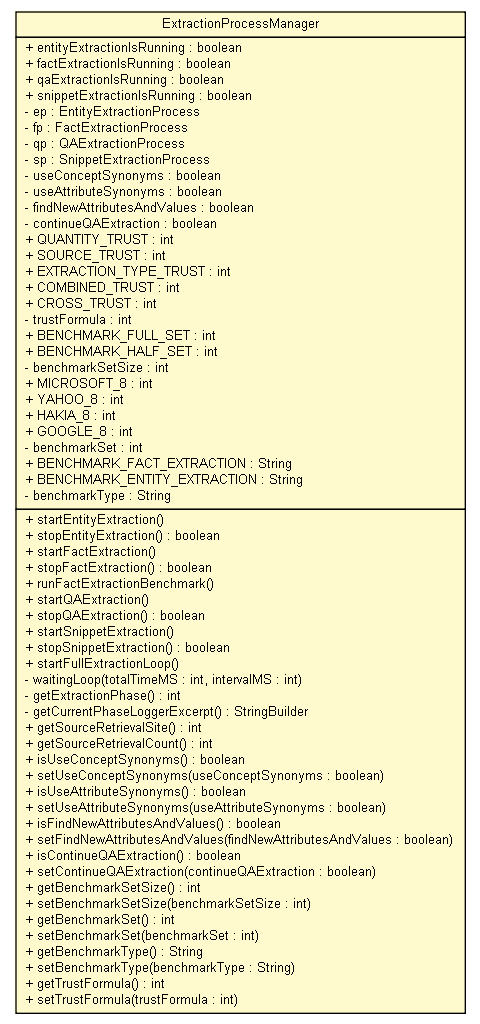 ExtractionProcessManager
+ entityExtractionIsRunning : boolean
+ factExtractionIsRunning : boolean
+ qaExtractionIsRunning : boolean
+ snippetExtractionIsRunning : boolean
- ep : EntityExtractionProcess
- fp : FactExtractionProcess
- qp : QAExtractionProcess
- sp : SnippetExtractionProcess
- useConceptSynonyms : boolean
- useAttributeSynonyms : boolean
- findNewAttributesAndValues : boolean
- continueQAExtraction : boolean
+ QUANTITY_TRUST : int
+ SOURCE_TRUST : int
+ EXTRACTION_TYPE_TRUST : int
+ COMBINED_TRUST : int
+ CROSS_TRUST : int
- trustFormula : int
+ BENCHMARK_FULL_SET : int
+ BENCHMARK_HALF_SET : int
- benchmarkSetSize : int
+ MICROSOFT_8 : int
+ YAHOO_8 : int
+ HAKIA_8 : int
+ GOOGLE_8 : int
- benchmarkSet : int
+ BENCHMARK_FACT_EXTRACTION : String
+ BENCHMARK_ENTITY_EXTRACTION : String
- benchmarkType : String
+ startEntityExtraction()
+ stopEntityExtraction() : boolean
+ startFactExtraction()
+ stopFactExtraction() : boolean
+ runFactExtractionBenchmark()
+ startQAExtraction()
+ stopQAExtraction() : boolean
+ startSnippetExtraction()
+ stopSnippetExtraction() : boolean
+ startFullExtractionLoop()
- waitingLoop(totalTimeMS : int, intervalMS : int)
- getExtractionPhase() : int
- getCurrentPhaseLoggerExcerpt() : StringBuilder
+ getSourceRetrievalSite() : int
+ getSourceRetrievalCount() : int
+ isUseConceptSynonyms() : boolean
+ setUseConceptSynonyms(useConceptSynonyms : boolean)
+ isUseAttributeSynonyms() : boolean
+ setUseAttributeSynonyms(useAttributeSynonyms : boolean)
+ isFindNewAttributesAndValues() : boolean
+ setFindNewAttributesAndValues(findNewAttributesAndValues : boolean)
+ isContinueQAExtraction() : boolean
+ setContinueQAExtraction(continueQAExtraction : boolean)
+ getBenchmarkSetSize() : int
+ setBenchmarkSetSize(benchmarkSetSize : int)
+ getBenchmarkSet() : int
+ setBenchmarkSet(benchmarkSet : int)
+ getBenchmarkType() : String
+ setBenchmarkType(benchmarkType : String)
+ getTrustFormula() : int
+ setTrustFormula(trustFormula : int)